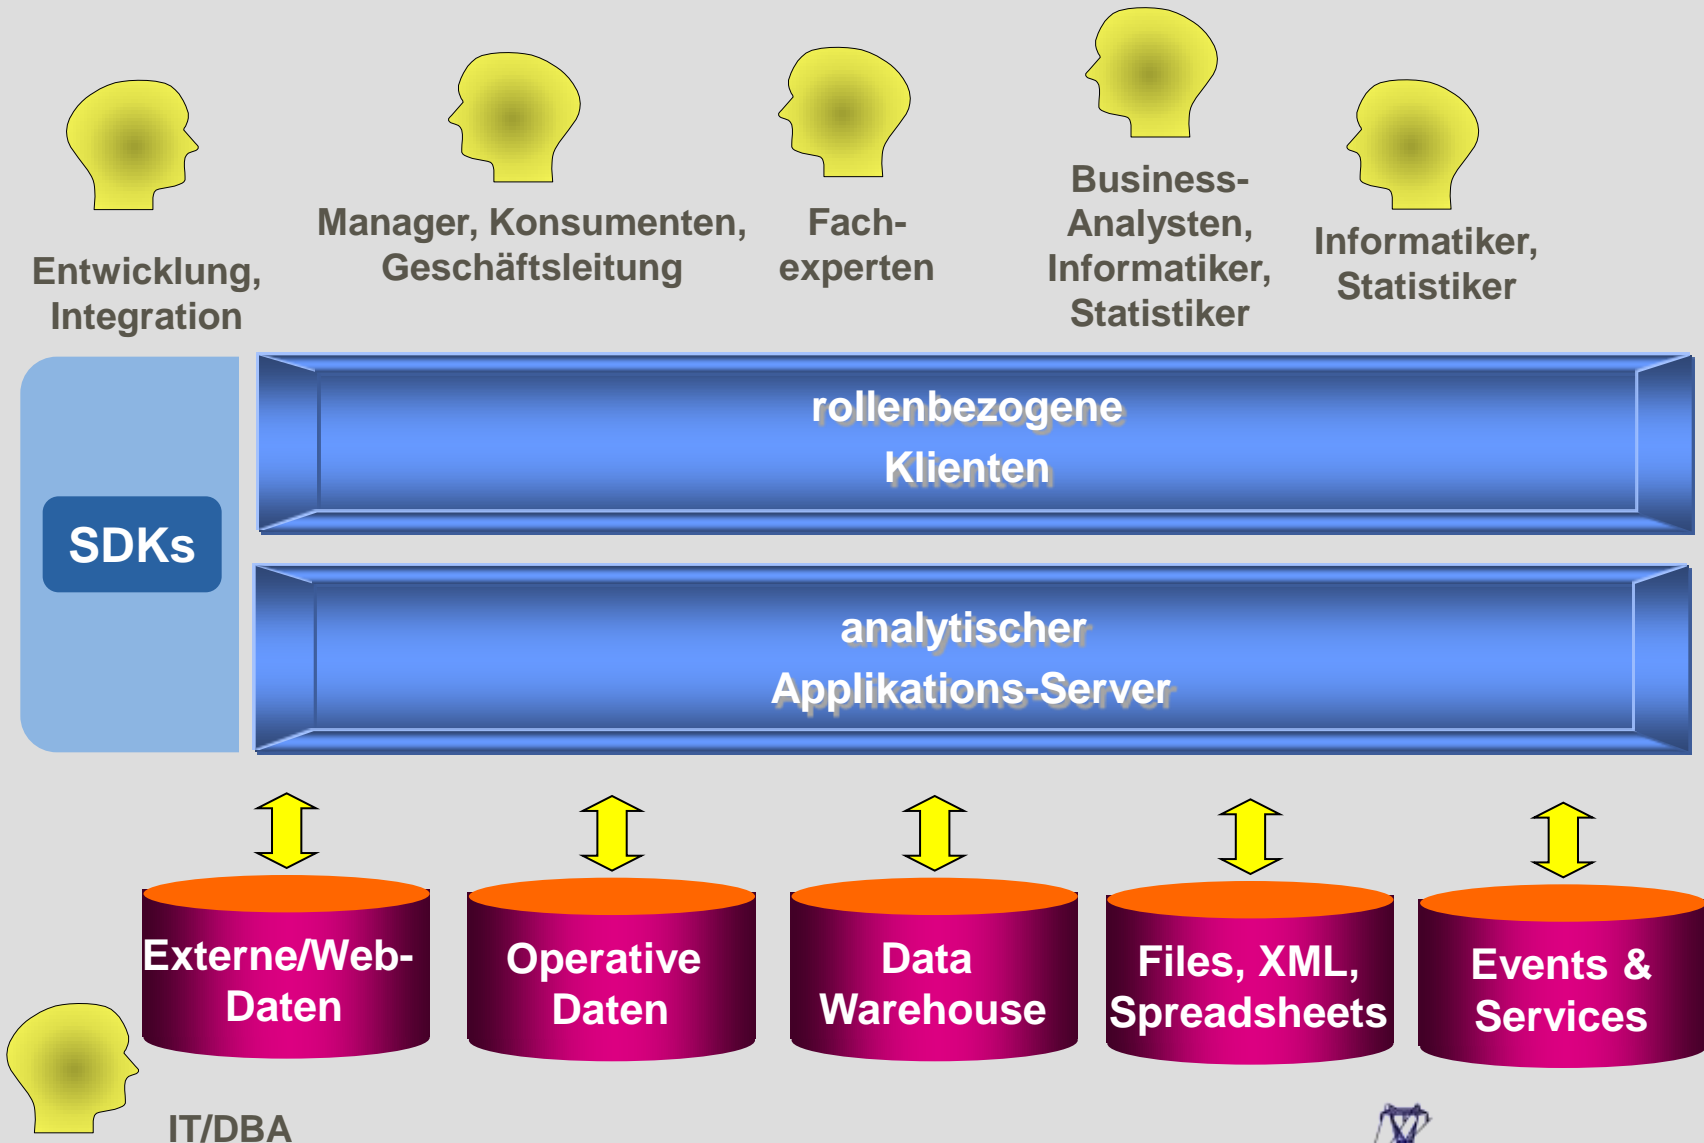 Entwicklung,
Integration
Manager, Konsumenten,
Geschäftsleitung
Fach-
experten
Business-
Analysten,
Informatiker,
Statistiker
Informatiker,
Statistiker
SDKs
rollenbezogene
Klienten
analytischer
Applikations-Server
Externe/Web-
Daten
Operative
Daten
Data
Warehouse
Files, XML,
Spreadsheets
Events &
Services
IT/DBA